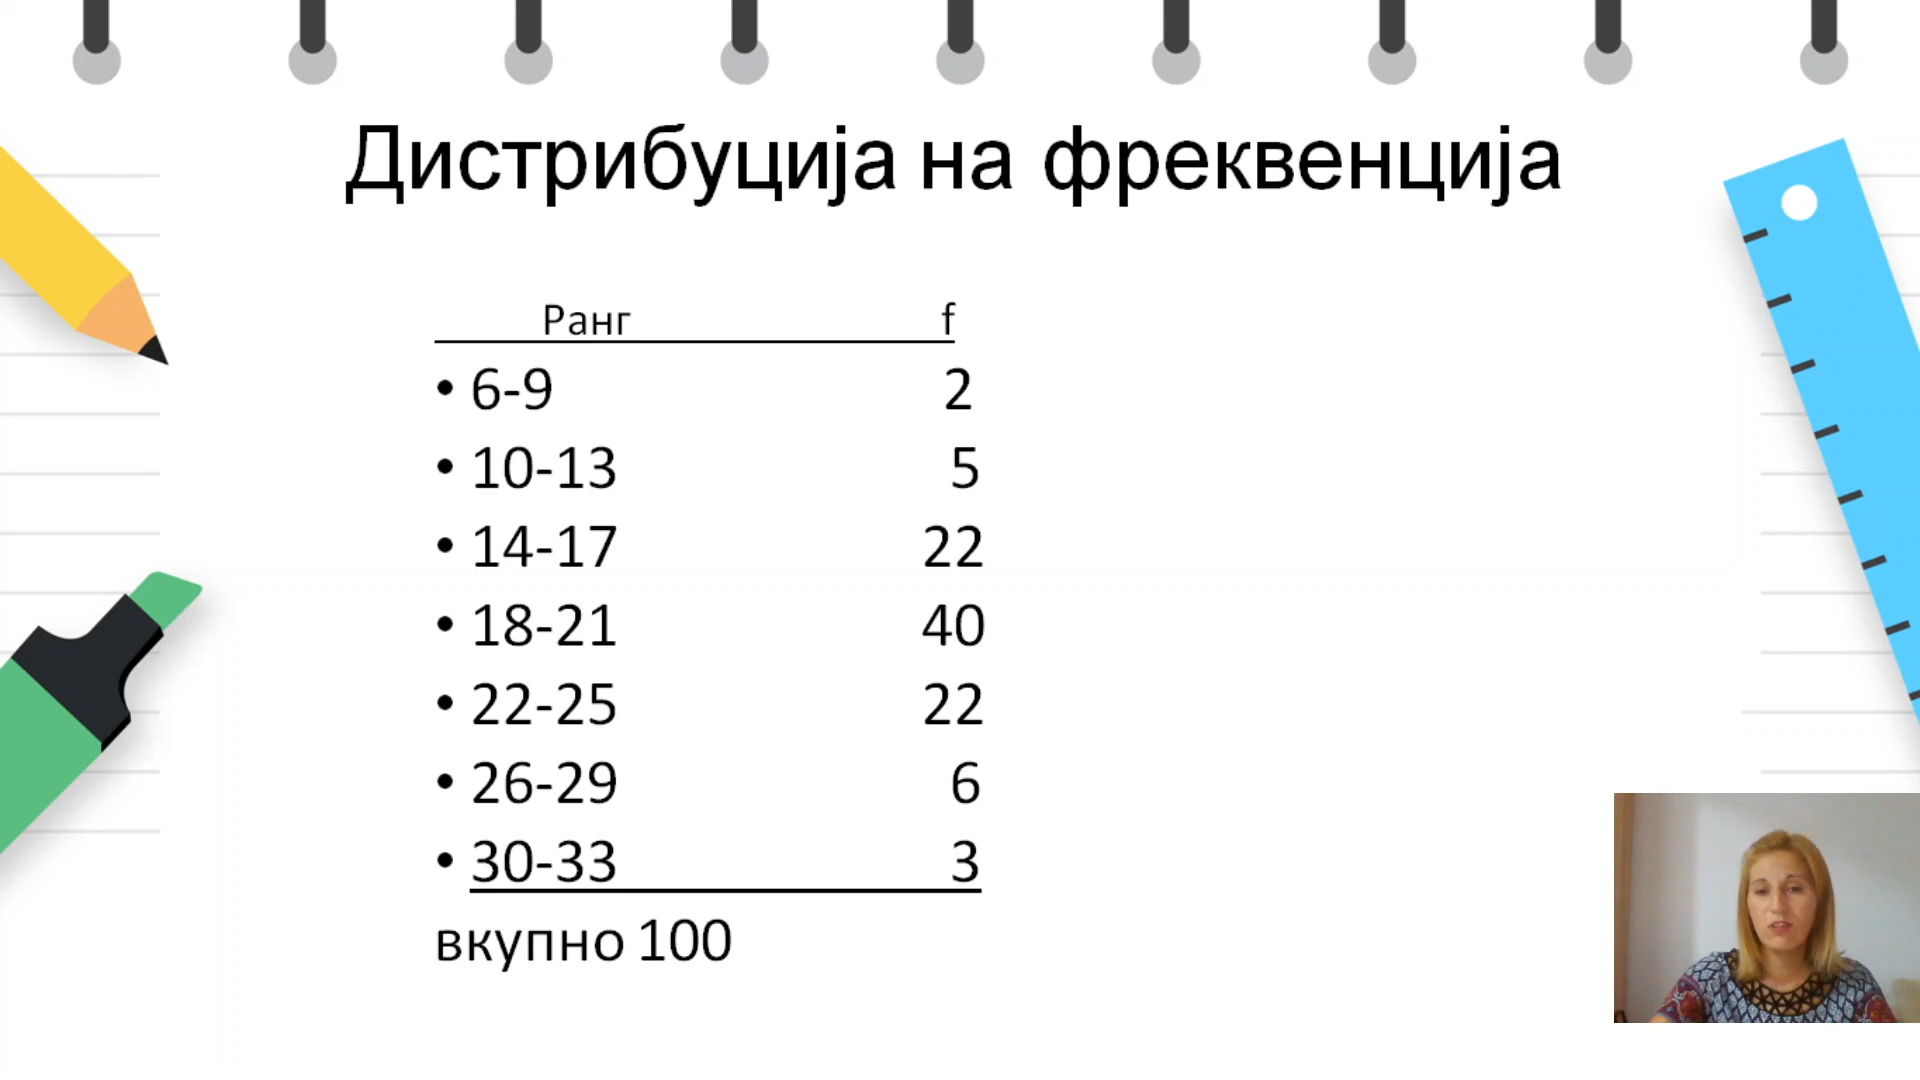 Дистрибуција на фреквенција
Ранг f
• 6-9 2
• 10-13 5
• 14-17 22
• 18-21 40
• 22-25 22
• 26-29 6
• 30-33 3
вкупно 100